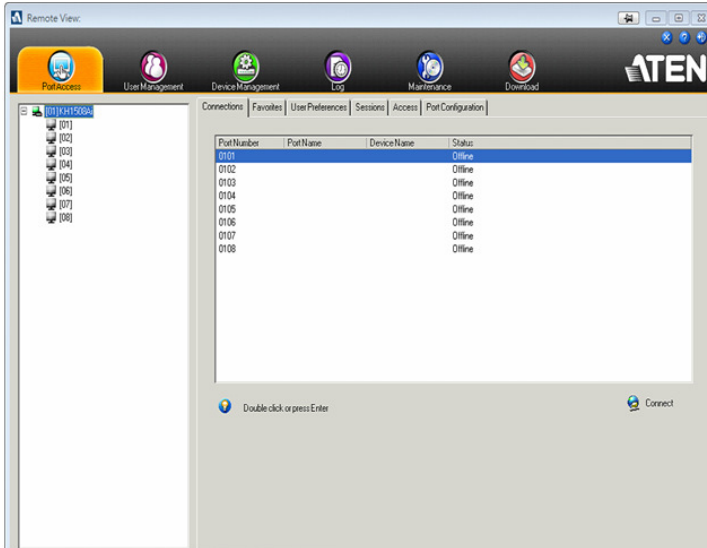 Remote View:
Port Access User Management Device Management Log Maintenance Download ATEN
[01]KH1508Ai
[01]
[02]
[03]
[04]
[05]
[06]
[07]
[08]
Connections Favorites User Preferences Sessions Access Port Configuration
Port Number Port Name Device Name Status
0101 Offline
0102 Offline
0103 Offline
0104 Offline
0105 Offline
0106 Offline
0107 Offline
0108 Offline
Double click or press Enter
Connect